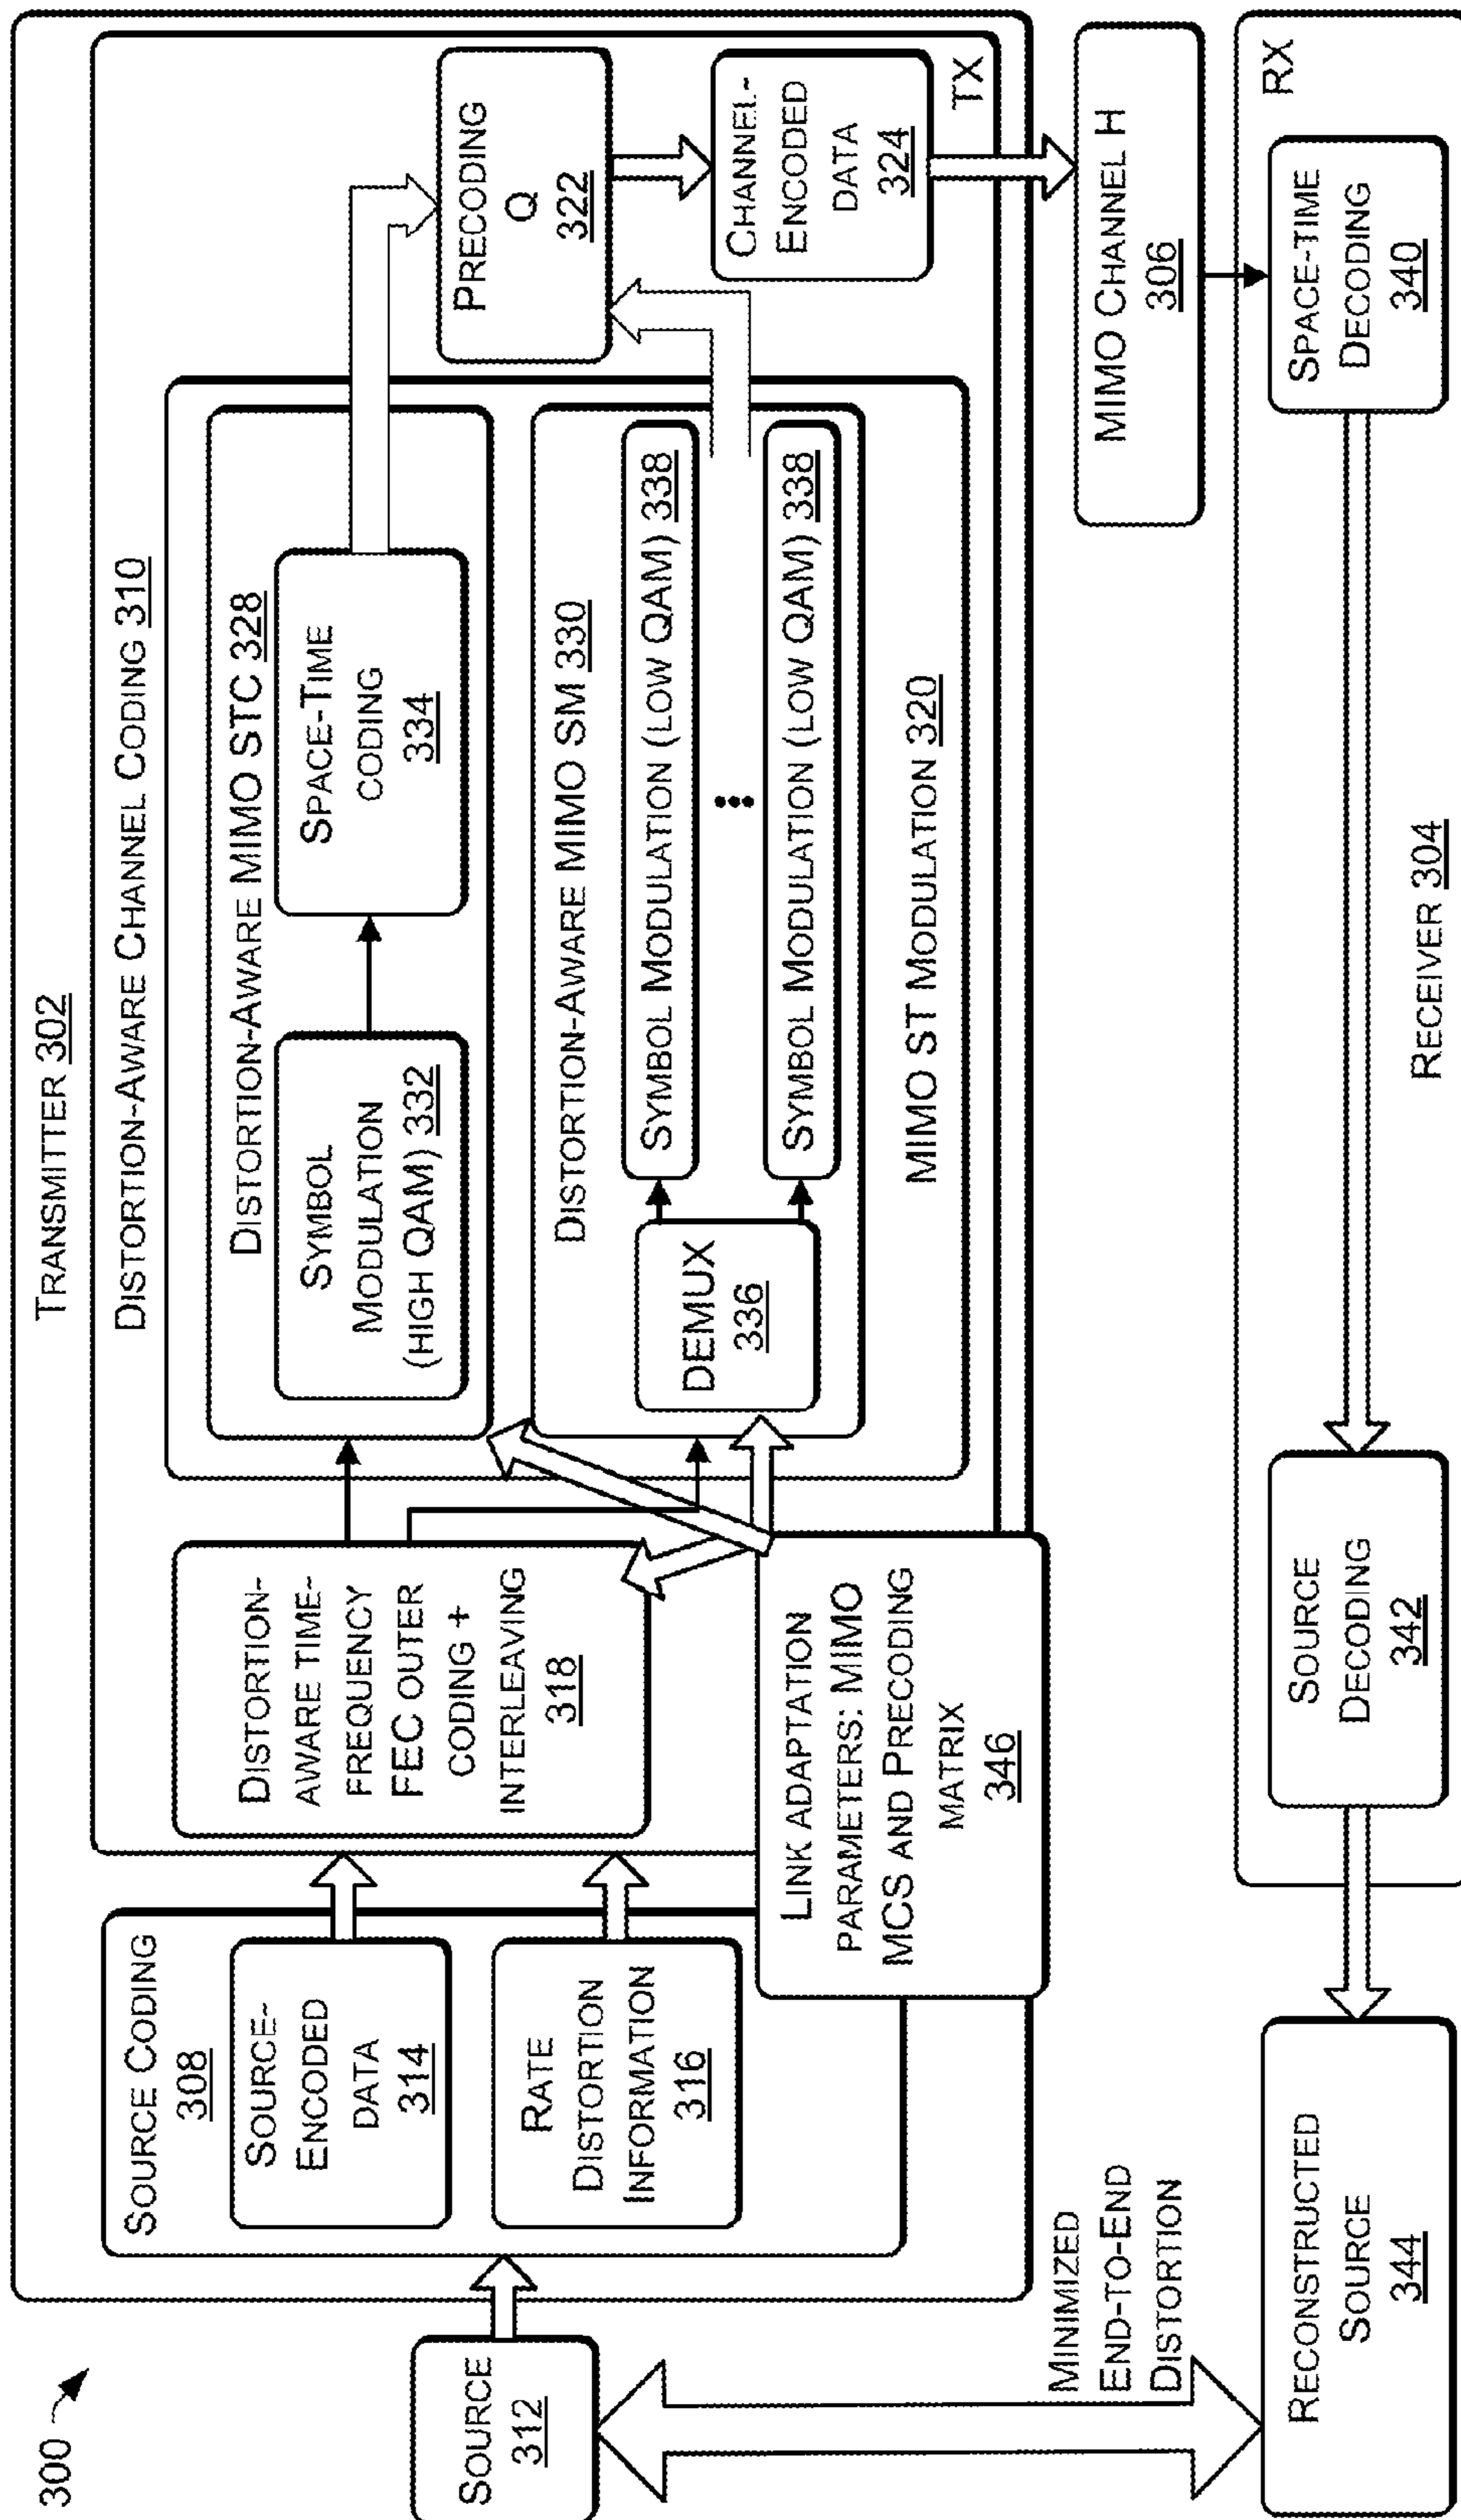 300
TRANSMITTER 302
SOURCE CODING
308
SOURCE-
ENCODED
DATA
314
RATE
DISTORTION
INFORMATION
316
SOURCE
312
DISTORTION-AWARE CHANNEL CODING 310
DISTORTION-
AWARE TIME-
FREQUENCY
FEC OUTER
CODING +
INTERLEAVING
318
LINK ADAPTATION
PARAMETERS: MIMO
MCS AND PRECODING
MATRIX
346
DISTORTION-AWARE MIMO STC 328
SYMBOL
MODULATION
(HIGH QAM) 332
SPACE-TIME
CODING
334
DISTORTION-AWARE MIMO SM 330
DEMUX
336
SYMBOL MODULATION (LOW QAM) 338
SYMBOL MODULATION (LOW QAM) 338
MIMO ST MODULATION 320
PRECODING
Q
322
CHANNEL-
ENCODED
DATA
324
TX
MIMO CHANNEL H
306
RX
SPACE-TIME
DECODING
340
SOURCE
DECODING
342
RECEIVER 304
MINIMIZED
END-TO-END
DISTORTION
RECONSTRUCTED
SOURCE
344